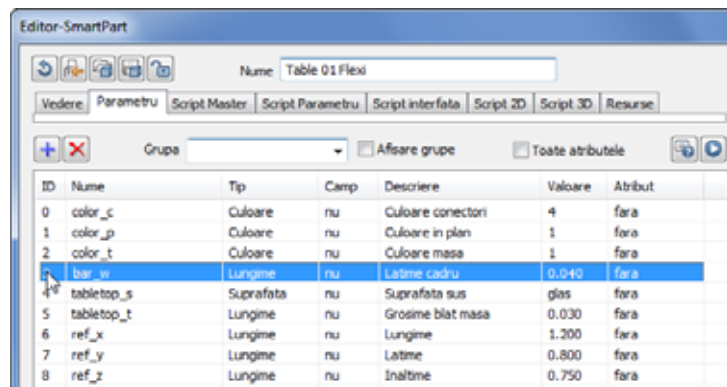 Editor-SmartPart
Nume Table 01 Flexi
Vedere Parametru Script Master Script Parametru Script interfata Script 2D Script 3D Resurse
Grupa Afisare grupe Toate atributele
ID Nume Tip Camp Descriere Valoare Atribut
0 color_c Culoare nu Culoare conectori 4 fara
1 color_p Culoare nu Culoare in plan 1 fara
2 color_t Culoare nu Culoare masa 1 fara
bar_w Lungime nu Latime cadru 0.040 fara
4 tabletop_s Suprafata nu Suprafata sus glas fara
5 tabletop_t Lungime nu Grosime blat masa 0.030 fara
6 ref_x Lungime nu Lungime 1.200 fara
7 ref_y Lungime nu Latime 0.800 fara
8 ref_z Lungime nu Inaltime 0.750 fara